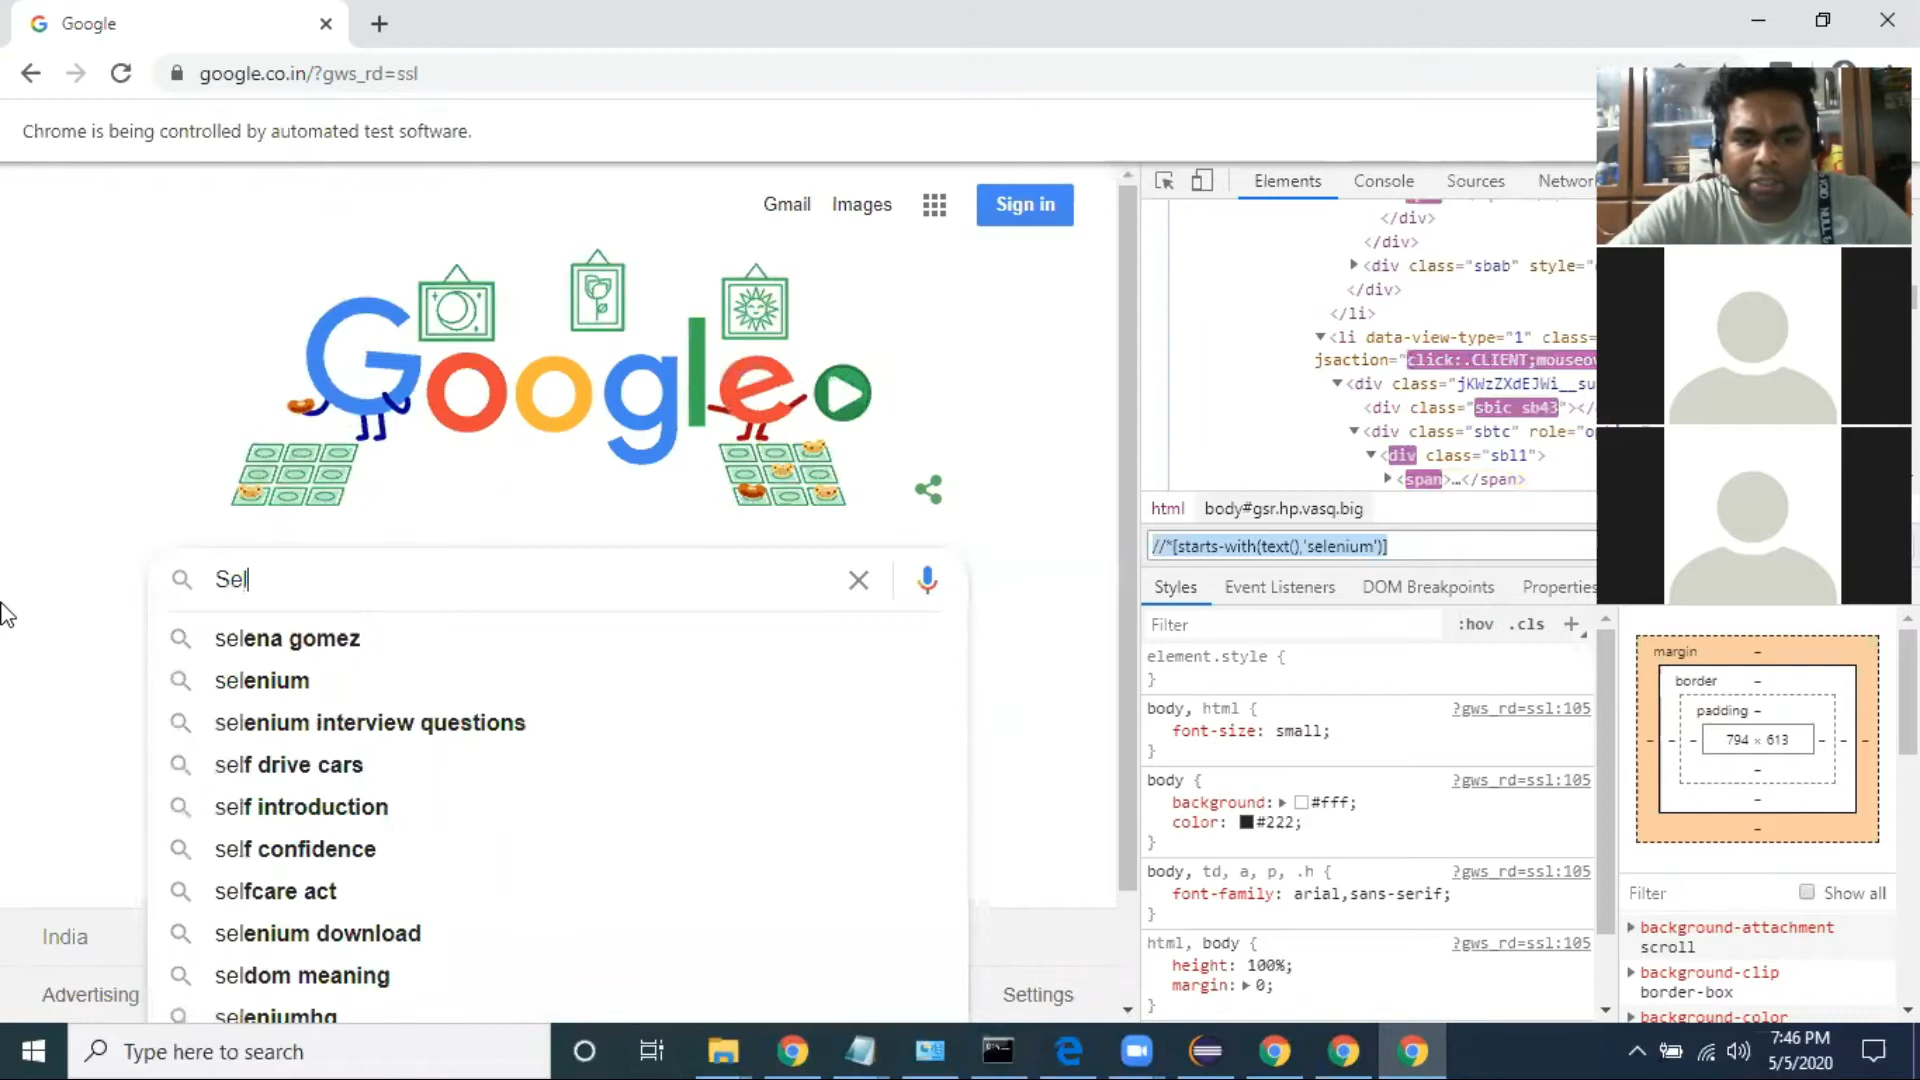 Google
google.co.in/?gws_rd=ssl
Chrome is being controlled by automated test software.
Gmail Images Sign in
Google
Sel
selena gomez
selenium
selenium interview questions
self drive cars
self introduction
self confidence
selfcare act
selenium download
seldom meaning
seleniumhq
India
Advertising
Settings
Elements Console Sources Networ
</div>
</div>
<div class="sbab" style="
</div>
</li>
<li data-view-type="1" class=
jsaction="click:.CLIENT;mouseov
<div class="jKWzZXdEJWi__su
<div class="sbic sb43"></
<div class="sbtc" role="op
<div class="sbl1">
<span>…</span>
html body#gsr.hp.vasq.big
//*[starts-with(text(),'selenium')]
Styles Event Listeners DOM Breakpoints Properties
Filter :hov .cls +
element.style {
}
body, html { ?gws_rd=ssl:105
font-size: small;
}
body { ?gws_rd=ssl:105
background: #fff;
color: #222;
}
body, td, a, p, .h { ?gws_rd=ssl:105
font-family: arial,sans-serif;
}
html, body { ?gws_rd=ssl:105
height: 100%;
margin: 0;
}
margin –
border –
padding –
794 × 613
Filter Show all
background-attachment
scroll
background-clip
border-box
background-color
Type here to search
7:46 PM
5/5/2020